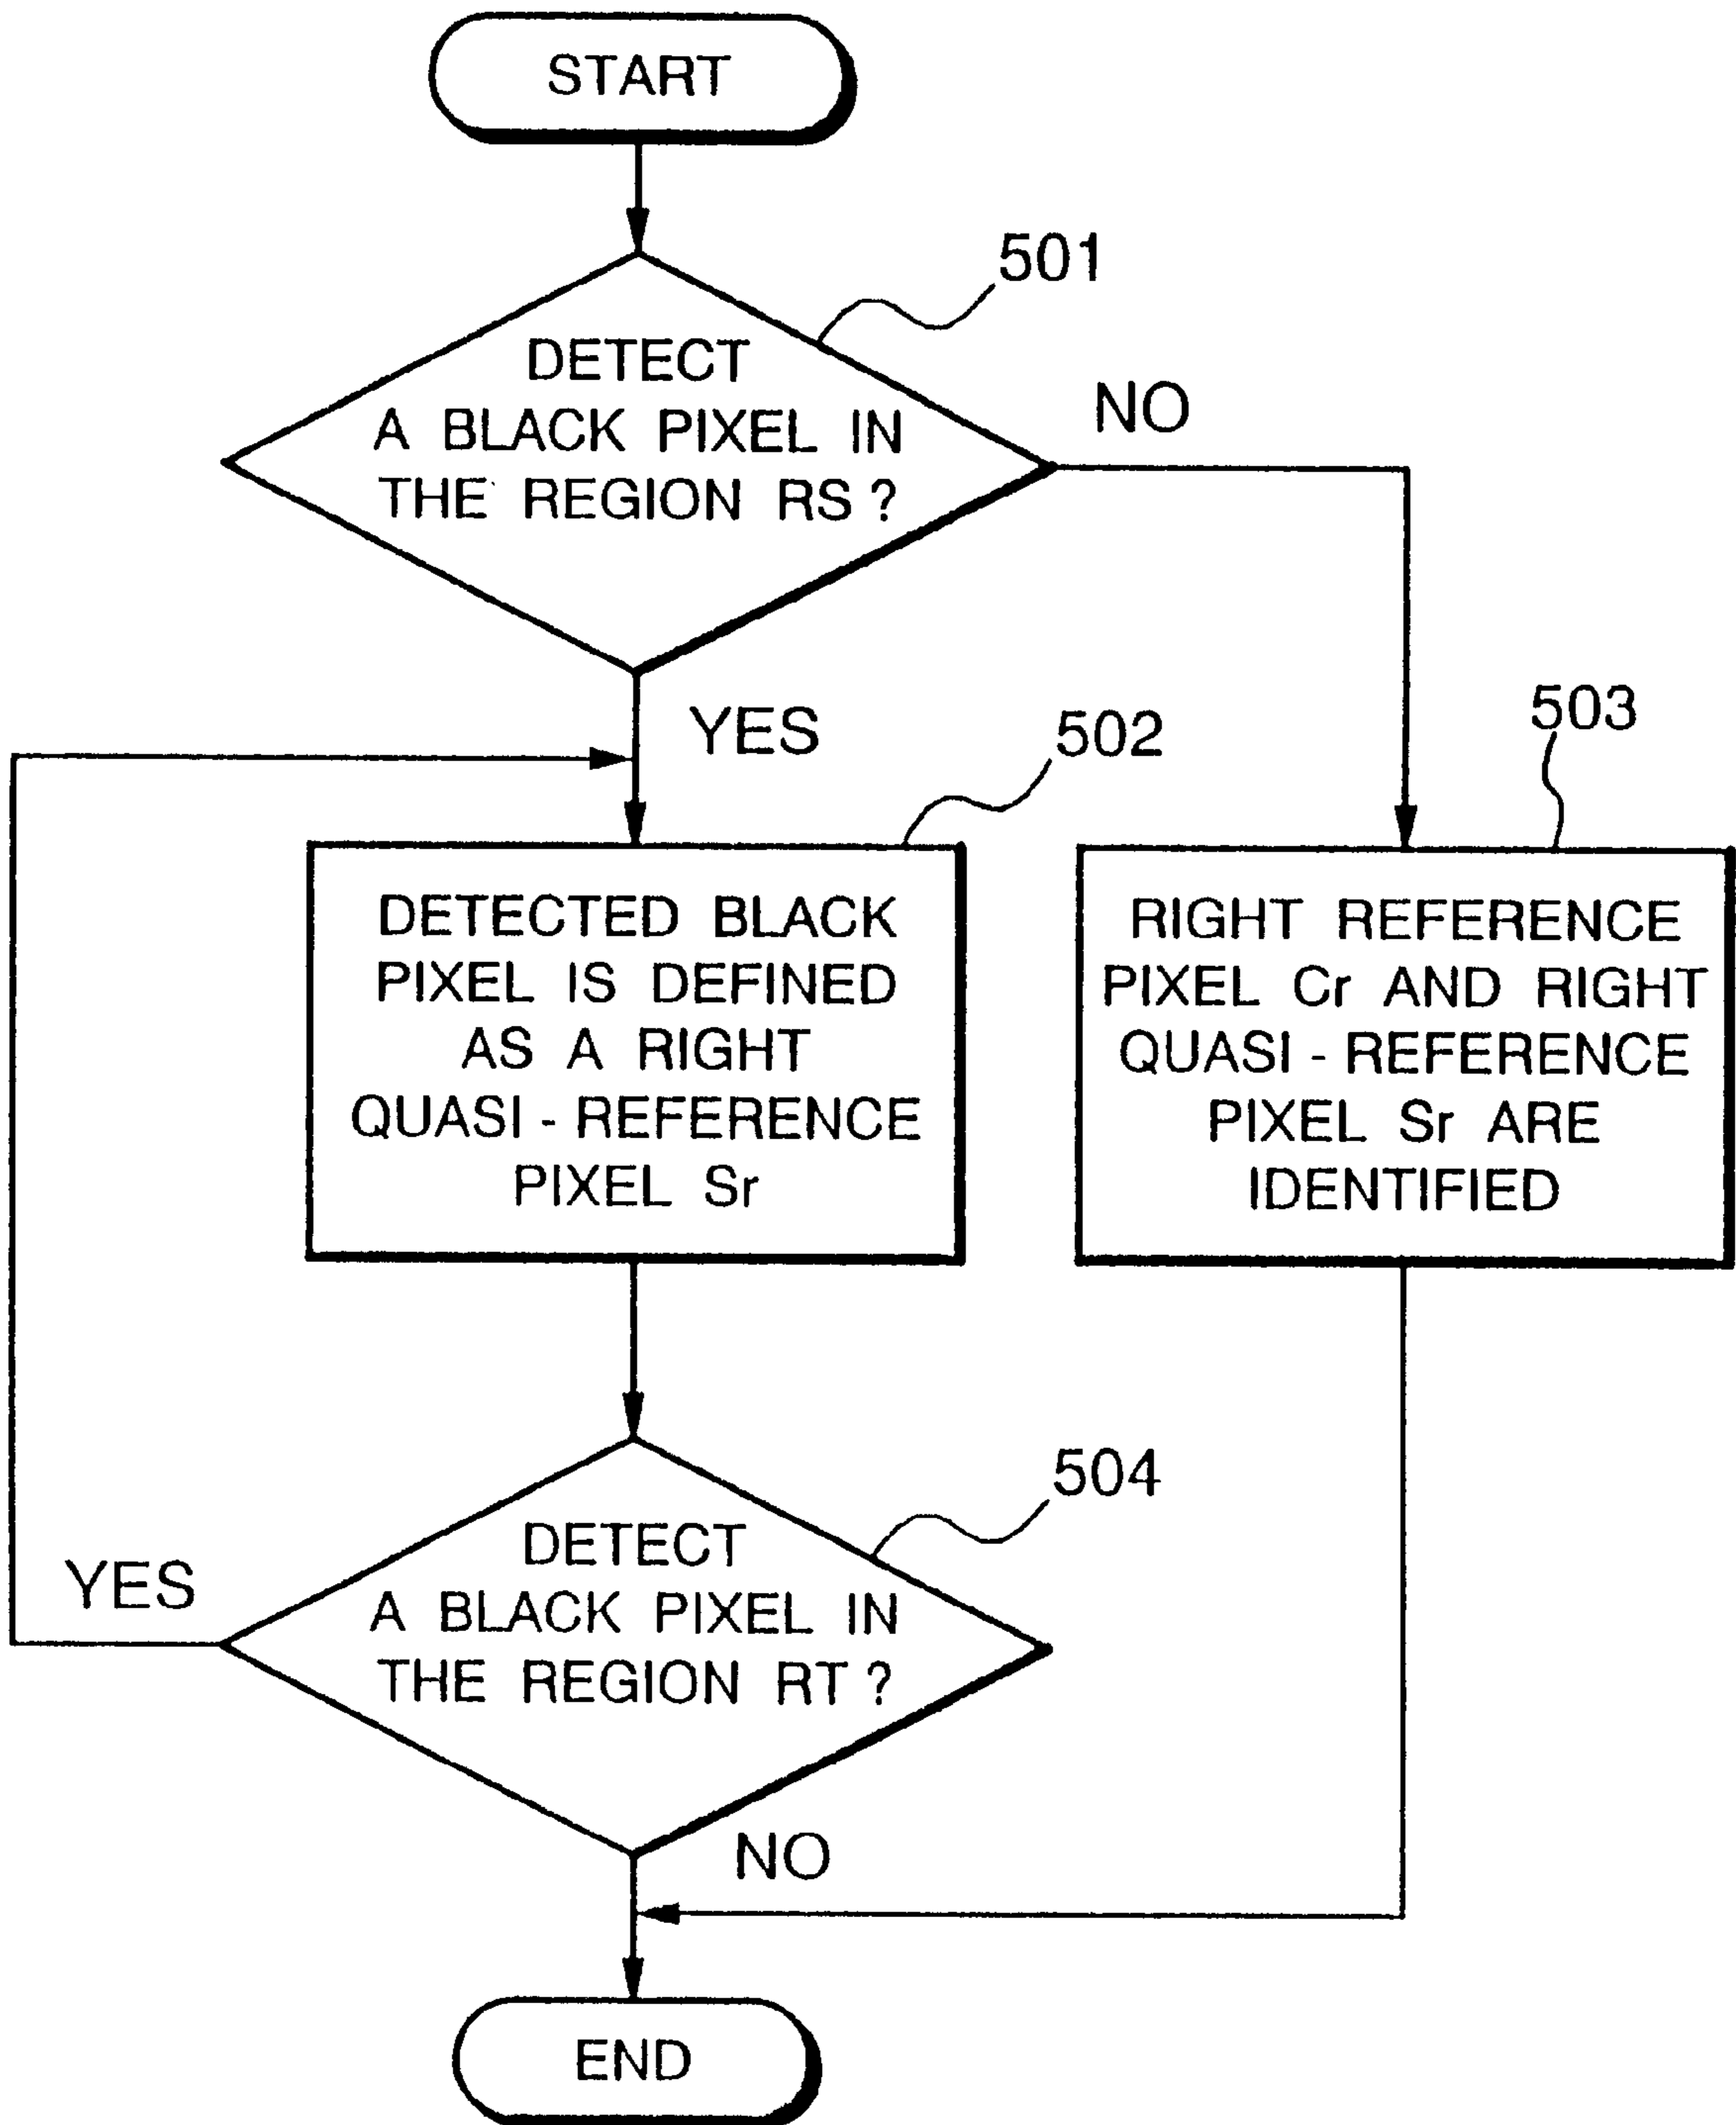 START
501
DETECT
A BLACK PIXEL IN
THE REGION RS?
NO
YES
502
503
DETECTED BLACK
PIXEL IS DEFINED
AS A RIGHT
QUASI-REFERENCE
PIXEL Sr
RIGHT REFERENCE
PIXEL Cr AND RIGHT
QUASI-REFERENCE
PIXEL Sr ARE
IDENTIFIED
504
DETECT
A BLACK PIXEL IN
THE REGION RT?
YES
NO
END